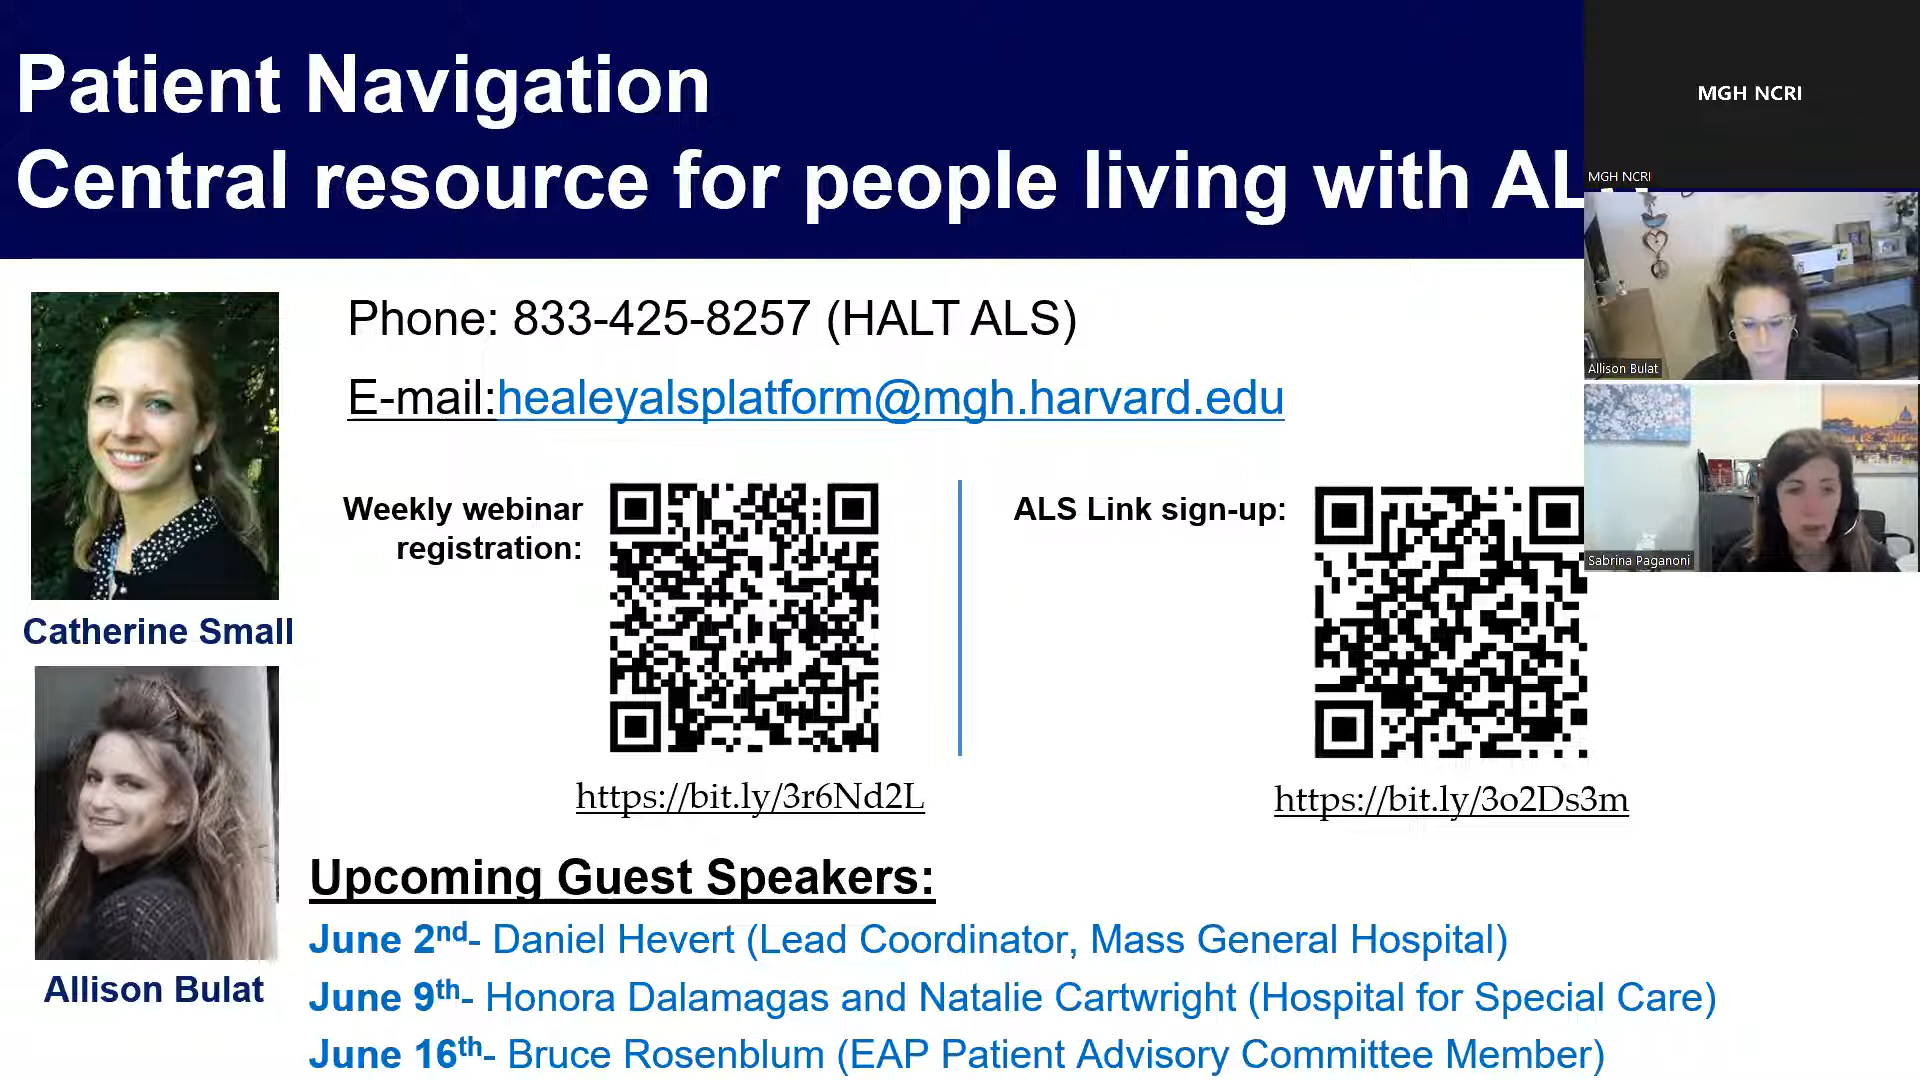 Patient Navigation
Central resource for people living with AL
Phone: 833-425-8257 (HALT ALS)
E-mail:healeyalsplatform@mgh.harvard.edu
Weekly webinar
registration:
ALS Link sign-up:
https://bit.ly/3r6Nd2L
https://bit.ly/3o2Ds3m
Catherine Small
Allison Bulat
Upcoming Guest Speakers:
June 2nd- Daniel Hevert (Lead Coordinator, Mass General Hospital)
June 9th- Honora Dalamagas and Natalie Cartwright (Hospital for Special Care)
June 16th- Bruce Rosenblum (EAP Patient Advisory Committee Member)
MGH NCRI
MGH NCRI
Allison Bulat
Sabrina Paganoni